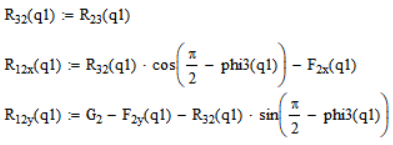 R₃₂(q1) := R₂₃(q1)
R₁₂ₓ(q1) := R₃₂(q1) · cos(π/2 − phi3(q1)) − F₂ₓ(q1)
R₁₂y(q1) := G₂ − F₂y(q1) − R₃₂(q1) · sin(π/2 − phi3(q1))